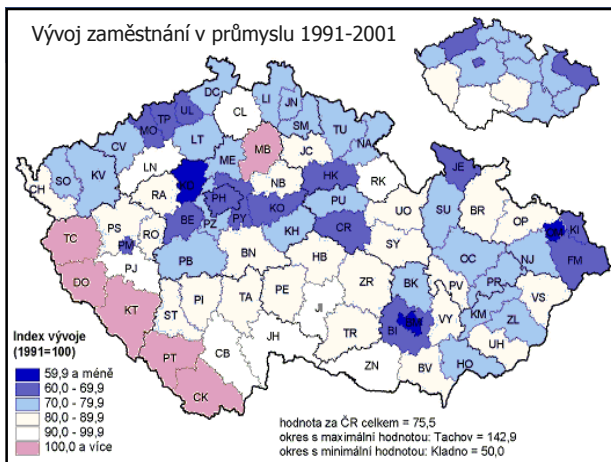 Vývoj zaměstnání v průmyslu 1991-2001
DC
LI
JN
UL
TP
CL
SM
MO
TU
LT
CV
NA
MB
JC
ME
JE
LN
SO
KV
HK
RK
NB
CH
RA
PH
KO
SU
BR
PU
OP
BE
PY
UO
TC
PS
RO
PZ
CR
KI
PM
KH
OC
NJ
FM
PB
SY
PJ
BN
HB
DO
BK
PV
PR
VS
KT
ST
PI
TA
PE
ZR
KM
ZL
JI
BI
VY
TR
UH
PT
CB
JH
HO
ZN
BV
CK
Index vývoje
(1991=100)
59,9 a méně
60,0 - 69,9
70,0 - 79,9
80,0 - 89,9
90,0 - 99,9
100,0 a více
hodnota za ČR celkem = 75,5
okres s maximální hodnotou: Tachov = 142,9
okres s minimální hodnotou: Kladno = 50,0